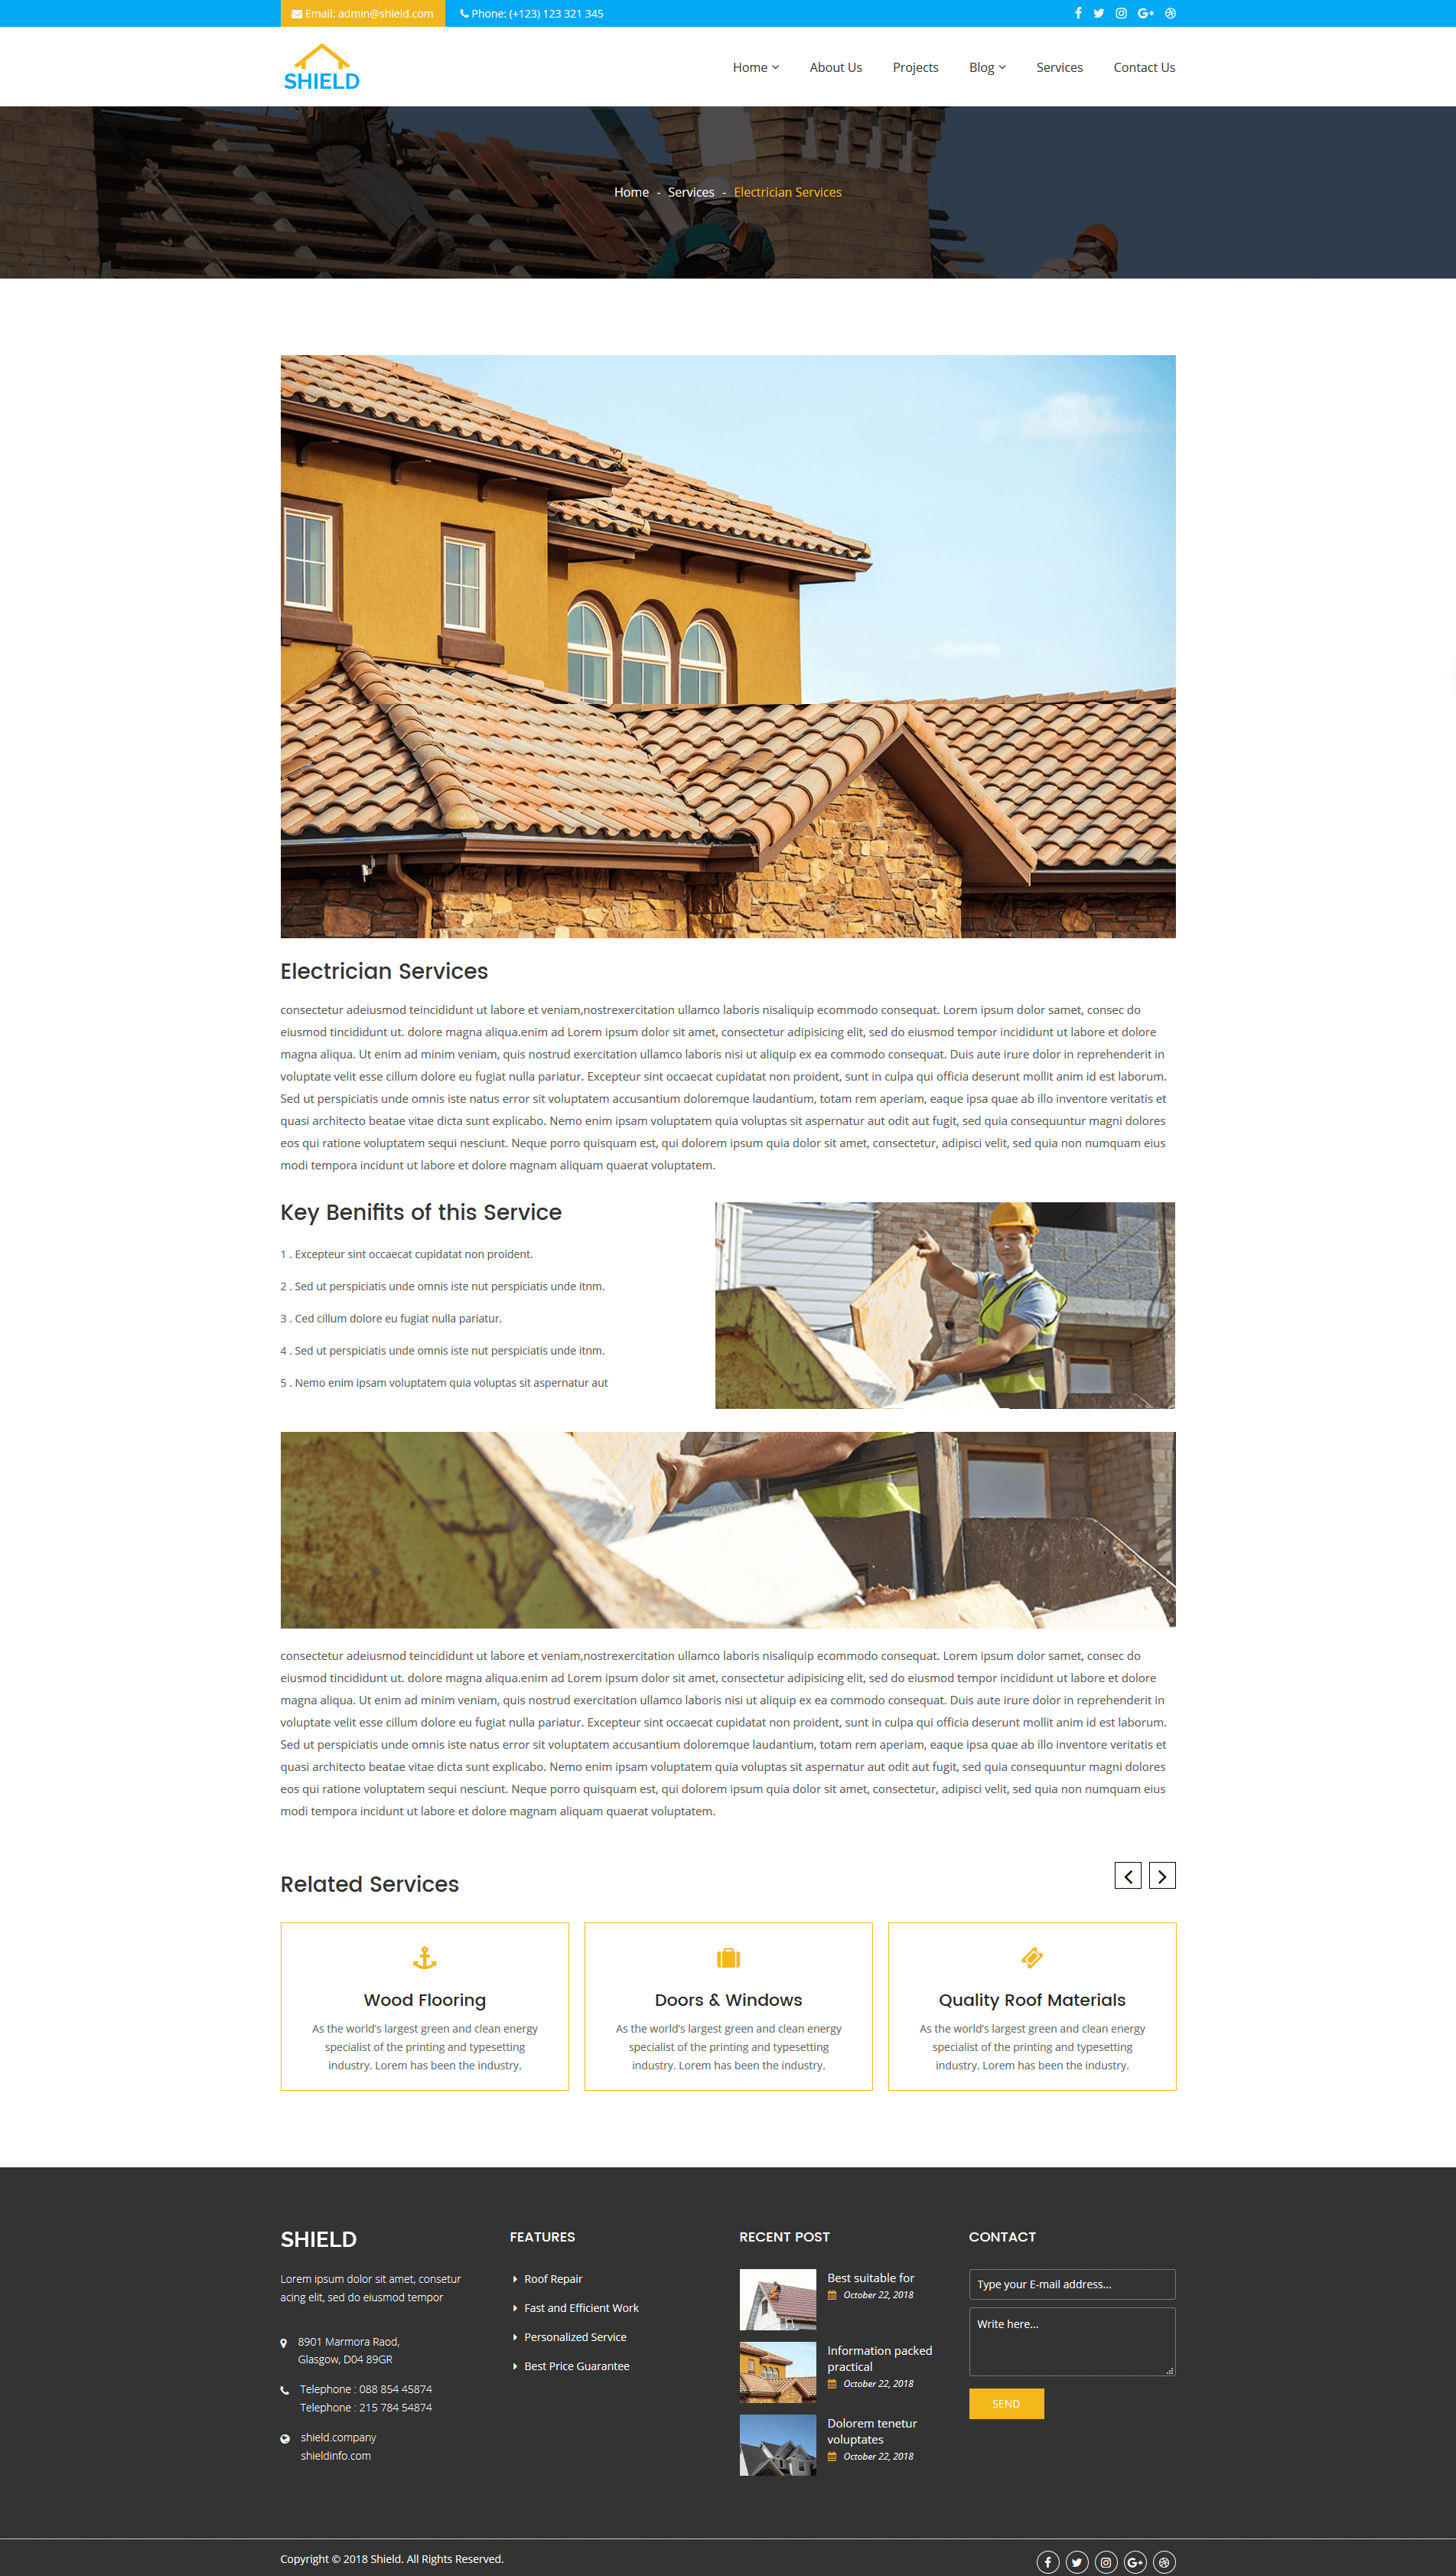 Email: admin@shield.com Phone: (+123) 123 321 345
SHIELD
Home About Us Projects Blog Services Contact Us
Home - Services - Electrician Services
Electrician Services
consectetur adeiusmod teincididunt ut labore et veniam,nostrexercitation ullamco laboris nisaliquip ecommodo consequat. Lorem ipsum dolor samet, consec do
eiusmod tincididunt ut. dolore magna aliqua.enim ad Lorem ipsum dolor sit amet, consectetur adipisicing elit, sed do eiusmod tempor incididunt ut labore et dolore
magna aliqua. Ut enim ad minim veniam, quis nostrud exercitation ullamco laboris nisi ut aliquip ex ea commodo consequat. Duis aute irure dolor in reprehenderit in
voluptate velit esse cillum dolore eu fugiat nulla pariatur. Excepteur sint occaecat cupidatat non proident, sunt in culpa qui officia deserunt mollit anim id est laborum.
Sed ut perspiciatis unde omnis iste natus error sit voluptatem accusantium doloremque laudantium, totam rem aperiam, eaque ipsa quae ab illo inventore veritatis et
quasi architecto beatae vitae dicta sunt explicabo. Nemo enim ipsam voluptatem quia voluptas sit aspernatur aut odit aut fugit, sed quia consequuntur magni dolores
eos qui ratione voluptatem sequi nesciunt. Neque porro quisquam est, qui dolorem ipsum quia dolor sit amet, consectetur, adipisci velit, sed quia non numquam eius
modi tempora incidunt ut labore et dolore magnam aliquam quaerat voluptatem.
Key Benifits of this Service
1 . Excepteur sint occaecat cupidatat non proident.
2 . Sed ut perspiciatis unde omnis iste nut perspiciatis unde itnm.
3 . Ced cillum dolore eu fugiat nulla pariatur.
4 . Sed ut perspiciatis unde omnis iste nut perspiciatis unde itnm.
5 . Nemo enim ipsam voluptatem quia voluptas sit aspernatur aut
consectetur adeiusmod teincididunt ut labore et veniam,nostrexercitation ullamco laboris nisaliquip ecommodo consequat. Lorem ipsum dolor samet, consec do
eiusmod tincididunt ut. dolore magna aliqua.enim ad Lorem ipsum dolor sit amet, consectetur adipisicing elit, sed do eiusmod tempor incididunt ut labore et dolore
magna aliqua. Ut enim ad minim veniam, quis nostrud exercitation ullamco laboris nisi ut aliquip ex ea commodo consequat. Duis aute irure dolor in reprehenderit in
voluptate velit esse cillum dolore eu fugiat nulla pariatur. Excepteur sint occaecat cupidatat non proident, sunt in culpa qui officia deserunt mollit anim id est laborum.
Sed ut perspiciatis unde omnis iste natus error sit voluptatem accusantium doloremque laudantium, totam rem aperiam, eaque ipsa quae ab illo inventore veritatis et
quasi architecto beatae vitae dicta sunt explicabo. Nemo enim ipsam voluptatem quia voluptas sit aspernatur aut odit aut fugit, sed quia consequuntur magni dolores
eos qui ratione voluptatem sequi nesciunt. Neque porro quisquam est, qui dolorem ipsum quia dolor sit amet, consectetur, adipisci velit, sed quia non numquam eius
modi tempora incidunt ut labore et dolore magnam aliquam quaerat voluptatem.
Related Services
Wood Flooring
As the world's largest green and clean energy
specialist of the printing and typesetting
industry. Lorem has been the industry.
Doors & Windows
As the world's largest green and clean energy
specialist of the printing and typesetting
industry. Lorem has been the industry.
Quality Roof Materials
As the world's largest green and clean energy
specialist of the printing and typesetting
industry. Lorem has been the industry.
SHIELD
Lorem ipsum dolor sit amet, consetur
acing elit, sed do eiusmod tempor
8901 Marmora Raod,
Glasgow, D04 89GR
Telephone : 088 854 45874
Telephone : 215 784 54874
shield.company
shieldinfo.com
FEATURES
Roof Repair
Fast and Efficient Work
Personalized Service
Best Price Guarantee
RECENT POST
Best suitable for
October 22, 2018
Information packed
practical
October 22, 2018
Dolorem tenetur
voluptates
October 22, 2018
CONTACT
Type your E-mail address...
Write here...
SEND
Copyright © 2018 Shield. All Rights Reserved.